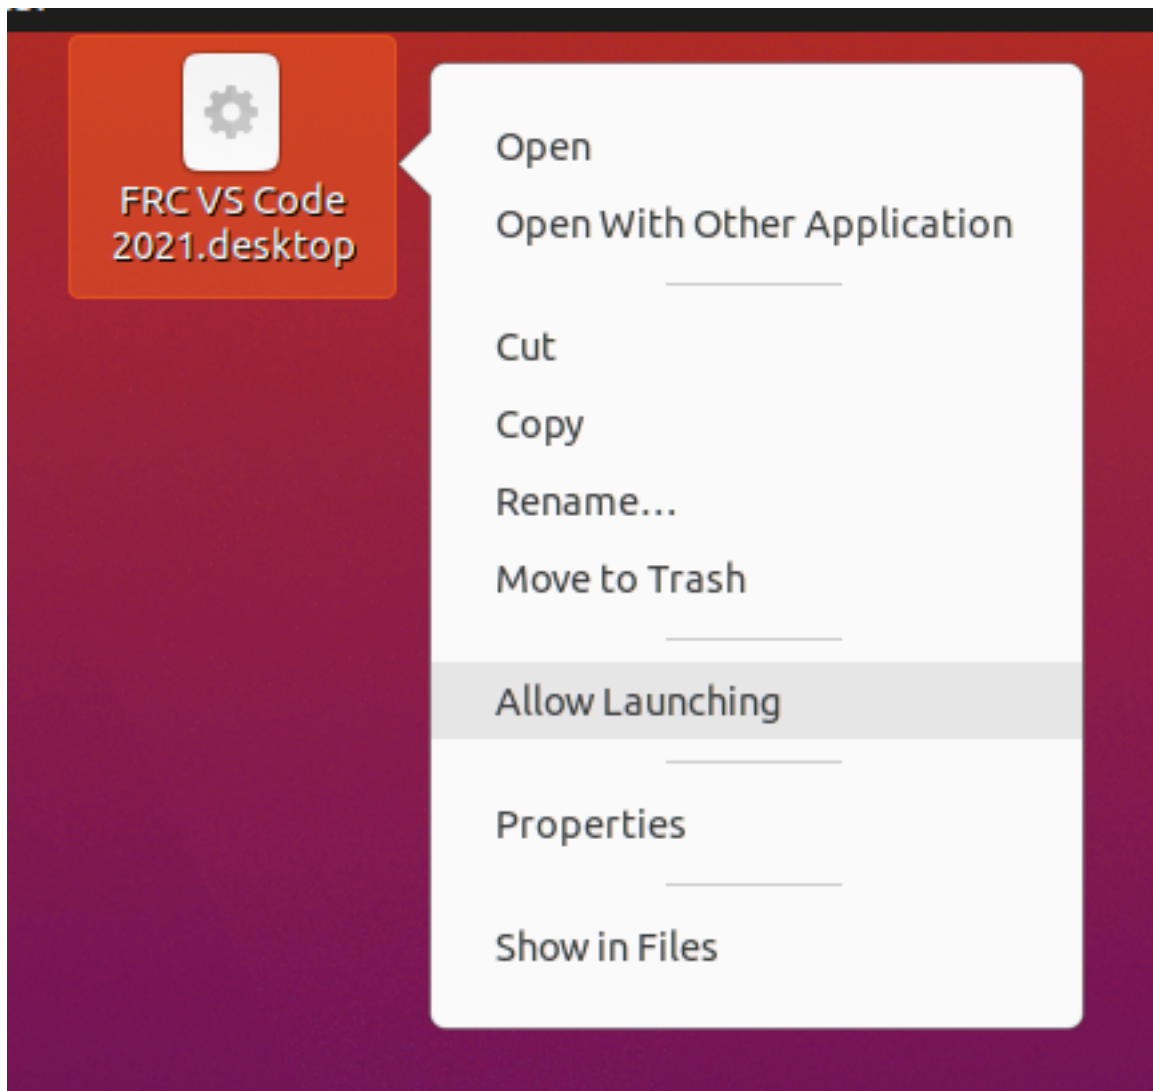 FRC VS Code
2021.desktop
Open
Open With Other Application
Cut
Copy
Rename…
Move to Trash
Allow Launching
Properties
Show in Files